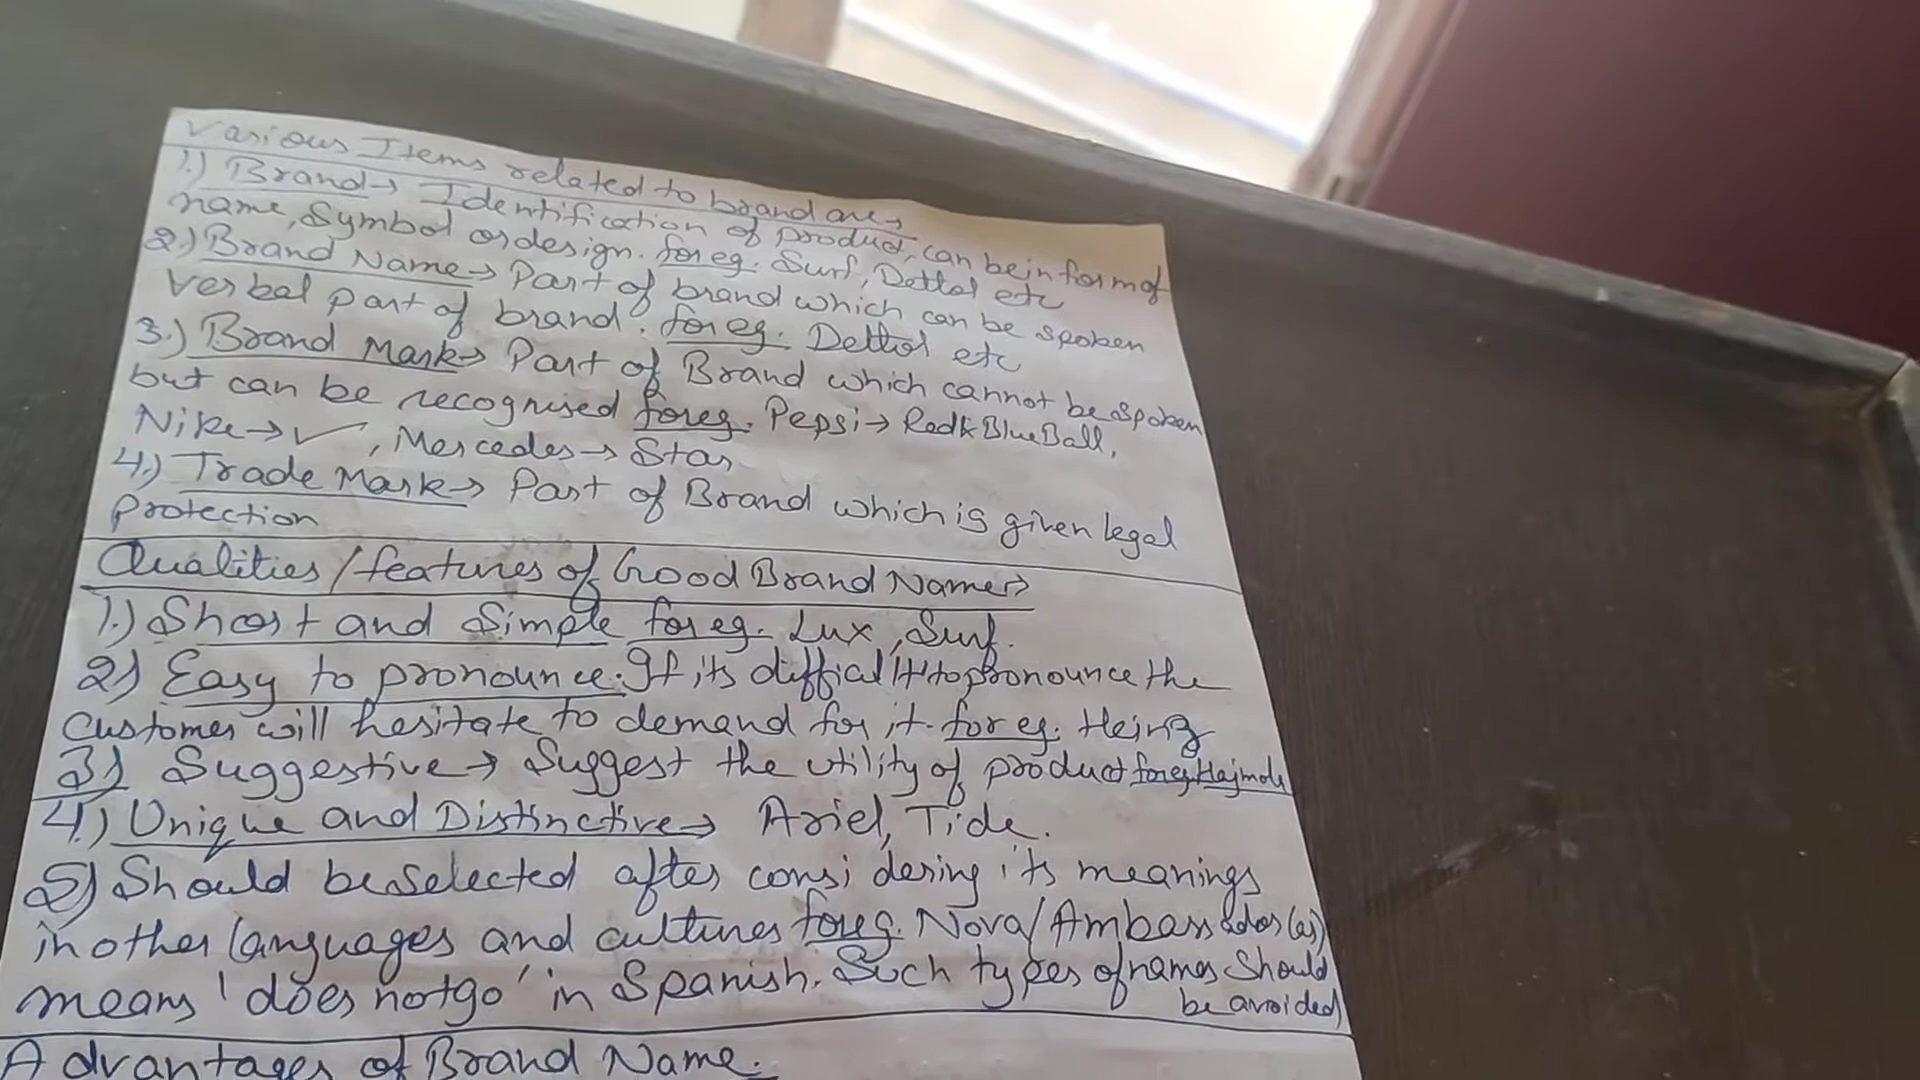 Various Items related to brand are→
1.) Brand→ Identification of product, can be in form of
name, Symbol or design. for eg. Surf, Dettol etc
2.) Brand Name→ Part of brand which can be spoken
Verbal part of brand. for eg. Dettol etc
3.) Brand Mark→ Part of Brand which cannot be spoken
but can be recognised for eg. Pepsi→ Red & Blue Ball,
Nike→ ✓, Mercedes→ Star
4.) Trade Mark→ Part of Brand which is given legal
protection
Qualities/features of Good Brand Name→
1.) Short and Simple for eg. Lux, Surf.
2) Easy to pronounce. If its difficult to pronounce the
Customer will hesitate to demand for it. for eg. Heinz
3) Suggestive→ Suggest the utility of product for eg. Hajmola
4.) Unique and Distinctive→ Ariel, Tide.
5) Should be selected after considering its meanings
in other languages and cultures for eg. Nova/Ambassador (car)
means 'does not go' in Spanish. Such types of names Should
be avoided
Advantages of Brand Name.